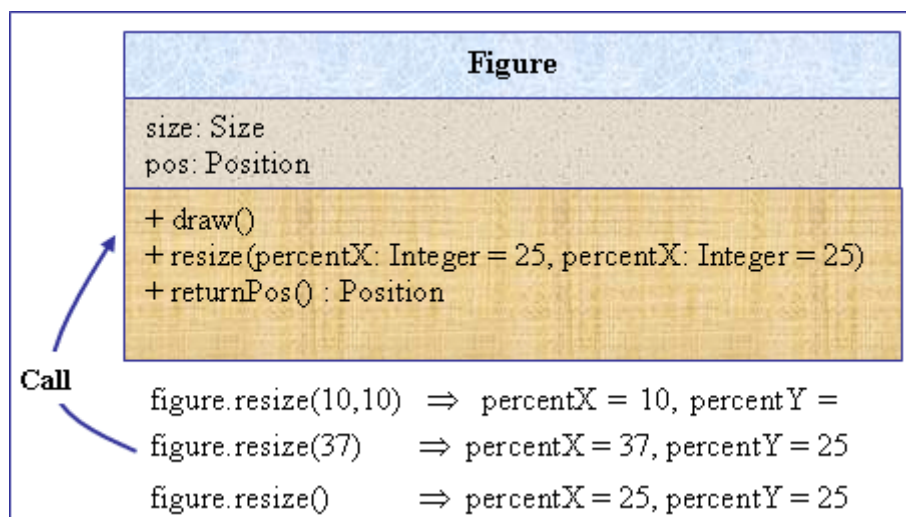 Figure
size: Size
pos: Position
+ draw()
+ resize(percentX: Integer = 25, percentX: Integer = 25)
+ returnPos() : Position
Call
figure.resize(10,10) ⇒ percentX = 10, percentY =
figure.resize(37) ⇒ percentX = 37, percentY = 25
figure.resize() ⇒ percentX = 25, percentY = 25